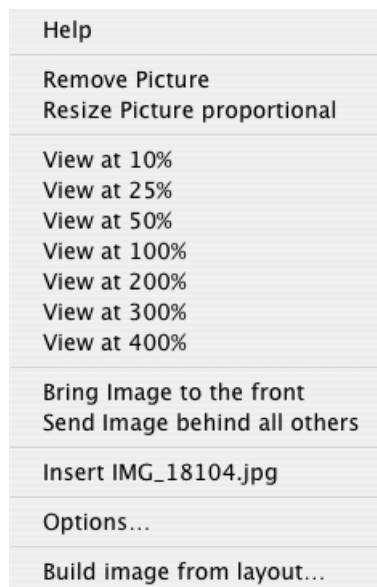 Help
Remove Picture
Resize Picture proportional
View at 10%
View at 25%
View at 50%
View at 100%
View at 200%
View at 300%
View at 400%
Bring Image to the front
Send Image behind all others
Insert IMG_18104.jpg
Options...
Build image from layout...